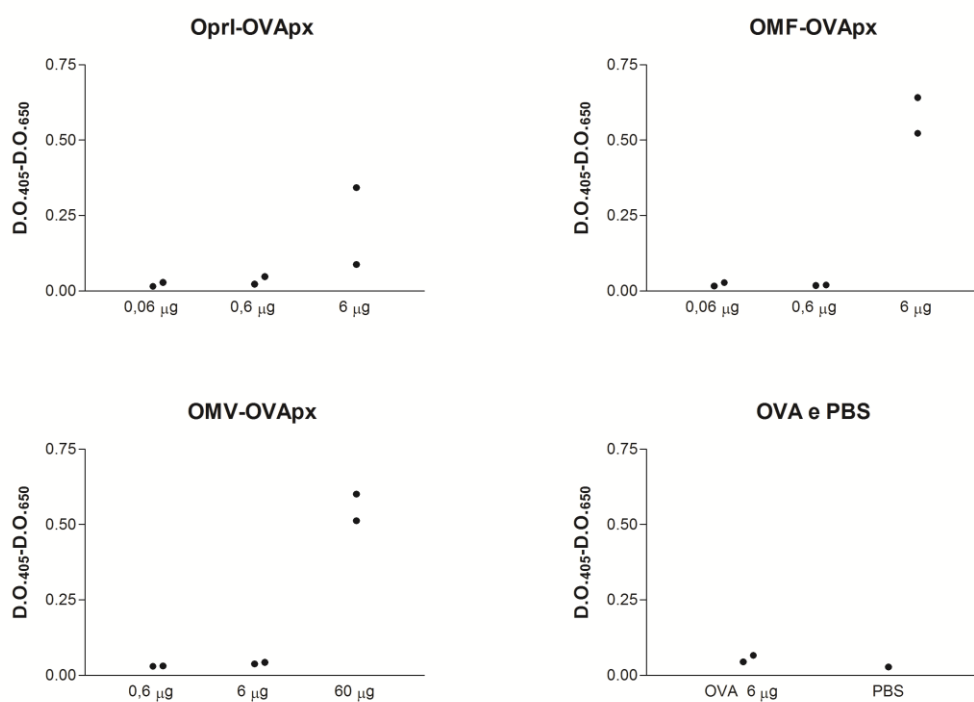 OprI-OVApx
D.O.405-D.O.650
0.75
0.50
0.25
0.00
0,06 μg 0,6 μg 6 μg
OMF-OVApx
D.O.405-D.O.650
0.75
0.50
0.25
0.00
0,06 μg 0,6 μg 6 μg
OMV-OVApx
D.O.405-D.O.650
0.75
0.50
0.25
0.00
0,6 μg 6 μg 60 μg
OVA e PBS
D.O.405-D.O.650
0.75
0.50
0.25
0.00
OVA 6 μg PBS